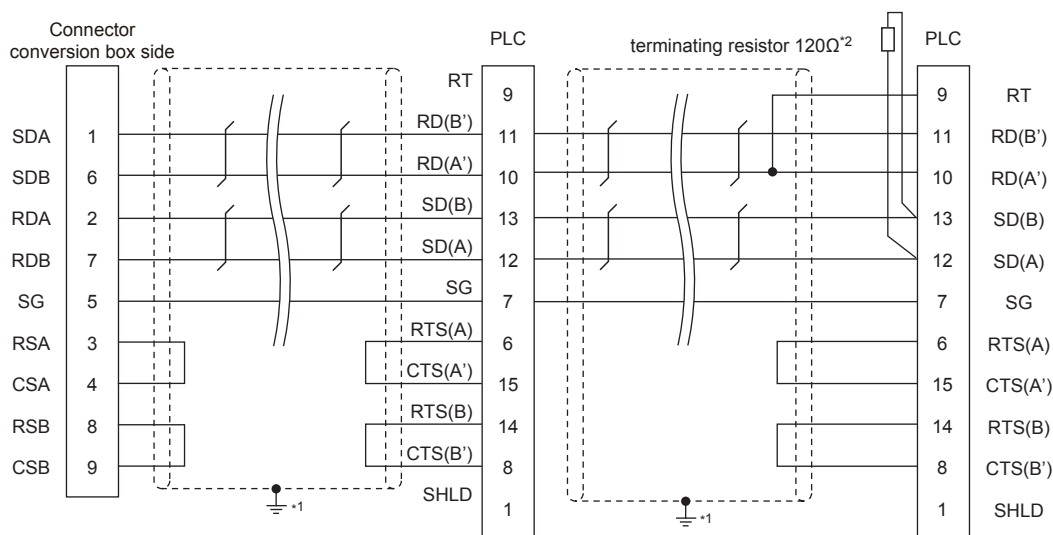 Connector
conversion box side
PLC
terminating resistor 120Ω*2
PLC
RT 9 9 RT
SDA 1 RD(B’) 11 11 RD(B’)
SDB 6 RD(A’) 10 10 RD(A’)
RDA 2 SD(B) 13 13 SD(B)
RDB 7 SD(A) 12 12 SD(A)
SG 5 SG 7 7 SG
RSA 3 RTS(A) 6 6 RTS(A)
CSA 4 CTS(A’) 15 15 CTS(A’)
RSB 8 RTS(B) 14 14 RTS(B)
CSB 9 CTS(B’) 8 8 CTS(B’)
SHLD 1 1 SHLD
*1
*1